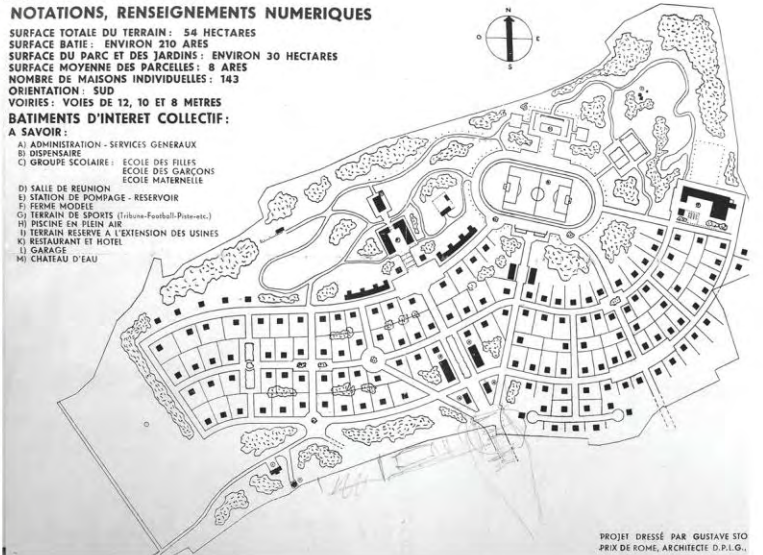 NOTATIONS, RENSEIGNEMENTS NUMERIQUES
SURFACE TOTALE DU TERRAIN : 54 HECTARES
SURFACE BATIE : ENVIRON 210 ARES
SURFACE DU PARC ET DES JARDINS : ENVIRON 30 HECTARES
SURFACE MOYENNE DES PARCELLES : 8 ARES
NOMBRE DE MAISONS INDIVIDUELLES : 143
ORIENTATION : SUD
VOIRIES : VOIES DE 12, 10 ET 8 METRES
BATIMENTS D'INTERET COLLECTIF :
A SAVOIR :
A) ADMINISTRATION - SERVICES GENERAUX
B) DISPENSAIRE
C) GROUPE SCOLAIRE : ECOLE DES FILLES
ECOLE DES GARÇONS
ECOLE MATERNELLE
D) SALLE DE REUNION
E) STATION DE POMPAGE - RESERVOIR
F) FERME MODELE
G) TERRAIN DE SPORTS (Tribune-Football-Piste-etc.)
H) PISCINE EN PLEIN AIR
I) TERRAIN RESERVE A L'EXTENSION DES USINES
K) RESTAURANT ET HOTEL
L) GARAGE
M) CHATEAU D'EAU
N
O E
S
PROJET DRESSÉ PAR GUSTAVE STO
PRIX DE ROME, ARCHITECTE D.P.L.G.,